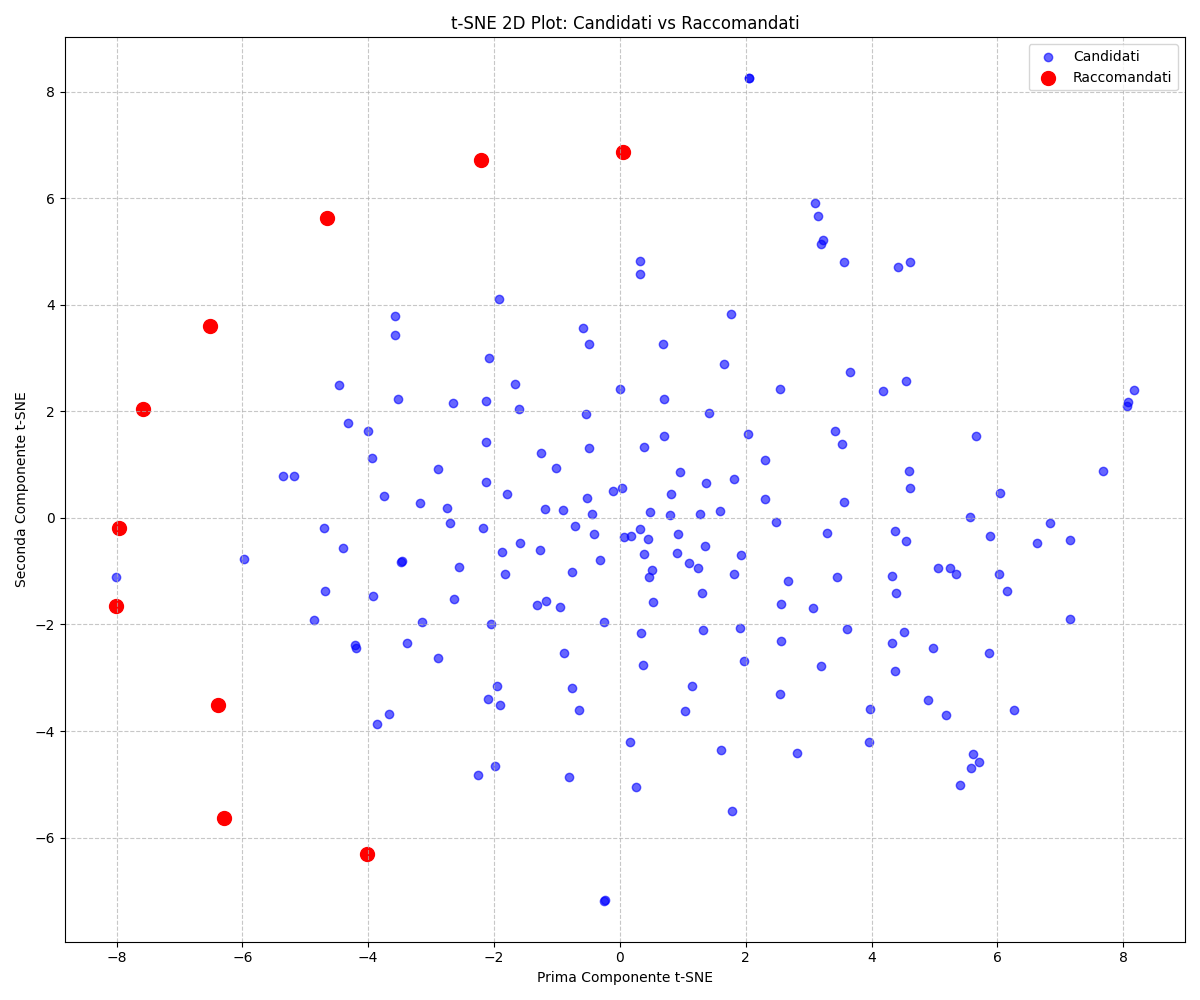 t-SNE 2D Plot: Candidati vs Raccomandati
Candidati
Raccomandati
8
6
4
2
0
−2
−4
−6
Seconda Componente t-SNE
−8 −6 −4 −2 0 2 4 6 8
Prima Componente t-SNE